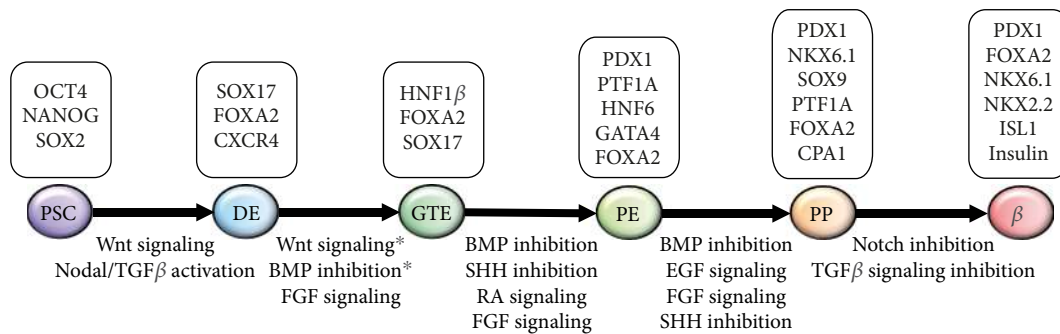 OCT4
NANOG
SOX2
SOX17
FOXA2
CXCR4
HNF1β
FOXA2
SOX17
PDX1
PTF1A
HNF6
GATA4
FOXA2
PDX1
NKX6.1
SOX9
PTF1A
FOXA2
CPA1
PDX1
FOXA2
NKX6.1
NKX2.2
ISL1
Insulin
PSC
DE
GTE
PE
PP
β
Wnt signaling
Nodal/TGFβ activation
Wnt signaling*
BMP inhibition*
FGF signaling
BMP inhibition
SHH inhibition
RA signaling
FGF signaling
BMP inhibition
EGF signaling
FGF signaling
SHH inhibition
Notch inhibition
TGFβ signaling inhibition